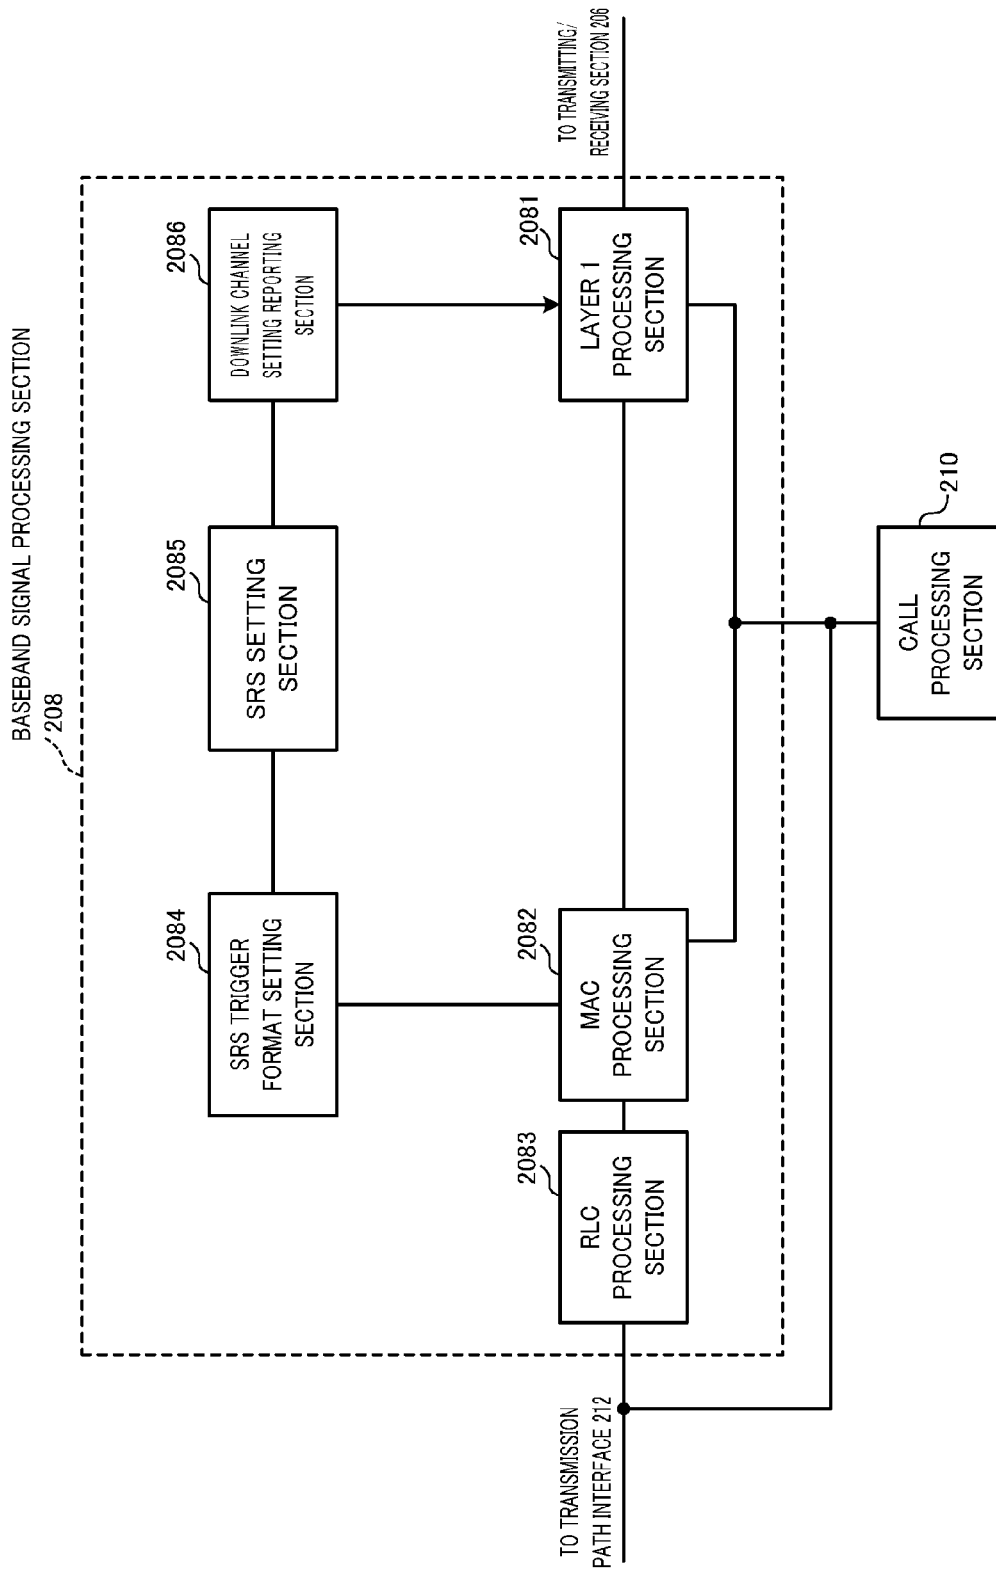 BASEBAND SIGNAL PROCESSING SECTION
208
2084
SRS TRIGGER
FORMAT SETTING
SECTION
2085
SRS SETTING
SECTION
2086
DOWNLINK CHANNEL
SETTING REPORTING
SECTION
TO TRANSMISSION
PATH INTERFACE 212
2083
RLC
PROCESSING
SECTION
2082
MAC
PROCESSING
SECTION
2081
LAYER 1
PROCESSING
SECTION
TO TRANSMITTING/
RECEIVING SECTION 206
210
CALL
PROCESSING
SECTION